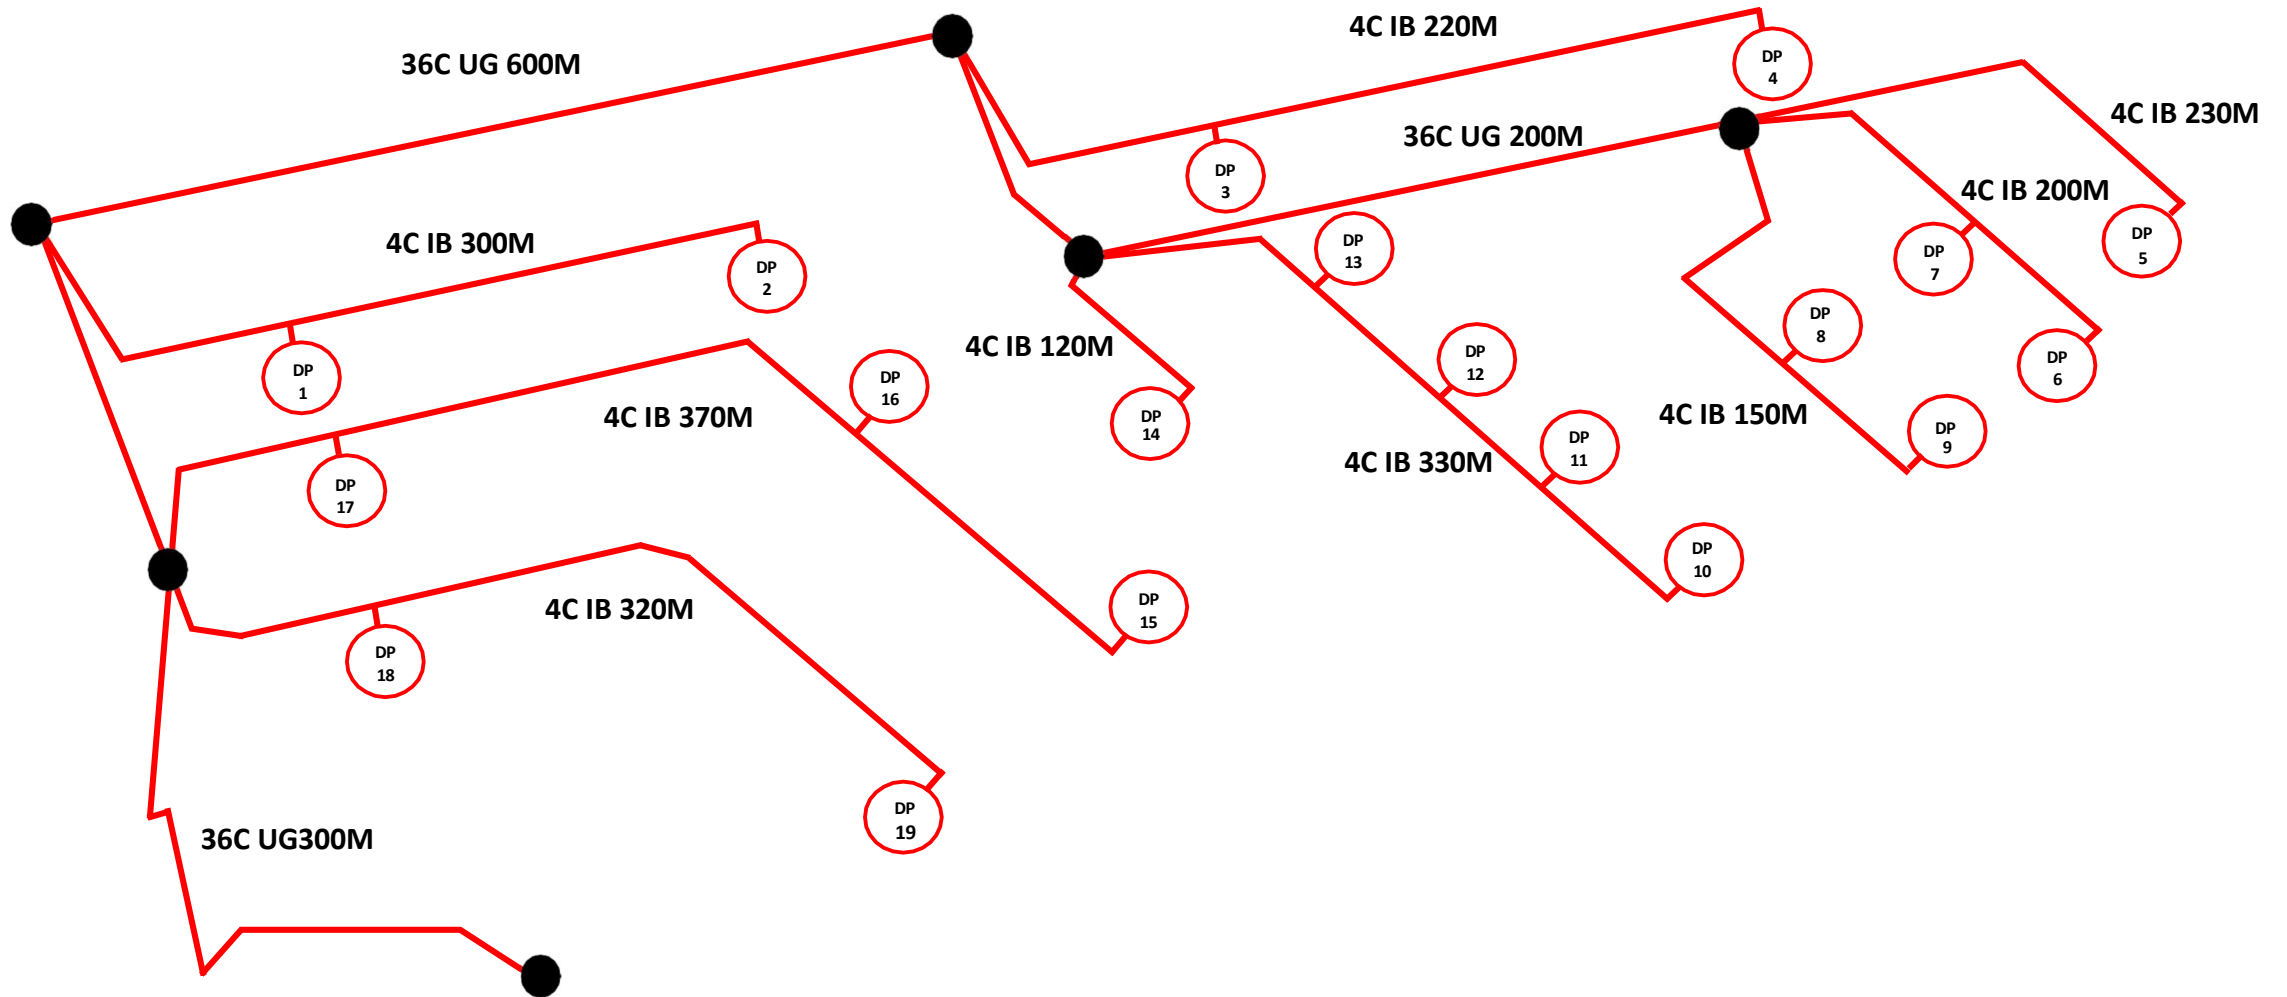 4C IB 220M
36C UG 600M
DP
4
4C IB 230M
36C UG 200M
DP
3
4C IB 200M
4C IB 300M
DP
13
DP
5
DP
7
DP
2
DP
8
4C IB 120M
DP
12
DP
6
DP
1
DP
16
4C IB 370M
DP
14
4C IB 150M
DP
9
DP
11
4C IB 330M
DP
17
DP
10
4C IB 320M
DP
15
DP
18
DP
19
36C UG300M